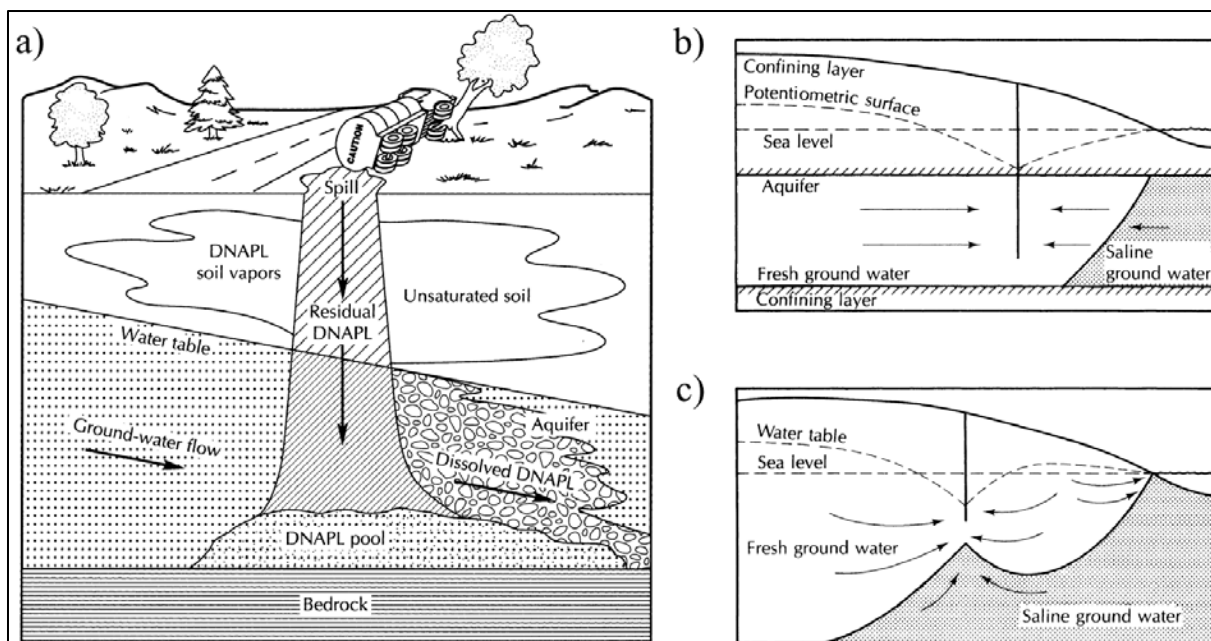 a)
CAUTION
Spill
DNAPL
soil vapors
Unsaturated soil
Residual
DNAPL
Water table
Ground-water flow
Aquifer
Dissolved DNAPL
DNAPL pool
Bedrock
b)
Confining layer
Potentiometric surface
Sea level
Aquifer
Saline
ground water
Fresh ground water
Confining layer
c)
Water table
Sea level
Fresh ground water
Saline ground water